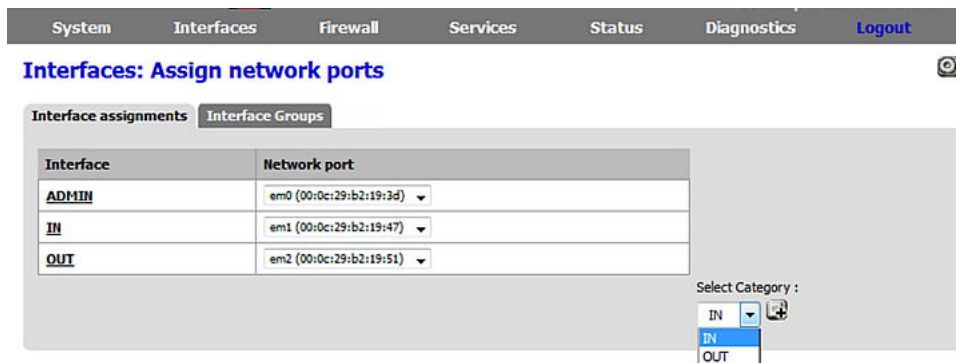 System Interfaces Firewall Services Status Diagnostics Logout
Interfaces: Assign network ports
Interface assignments Interface Groups
Interface Network port
ADMIN em0 (00:0c:29:b2:19:3d)
IN em1 (00:0c:29:b2:19:47)
OUT em2 (00:0c:29:b2:19:51)
Select Category :
IN
IN
OUT